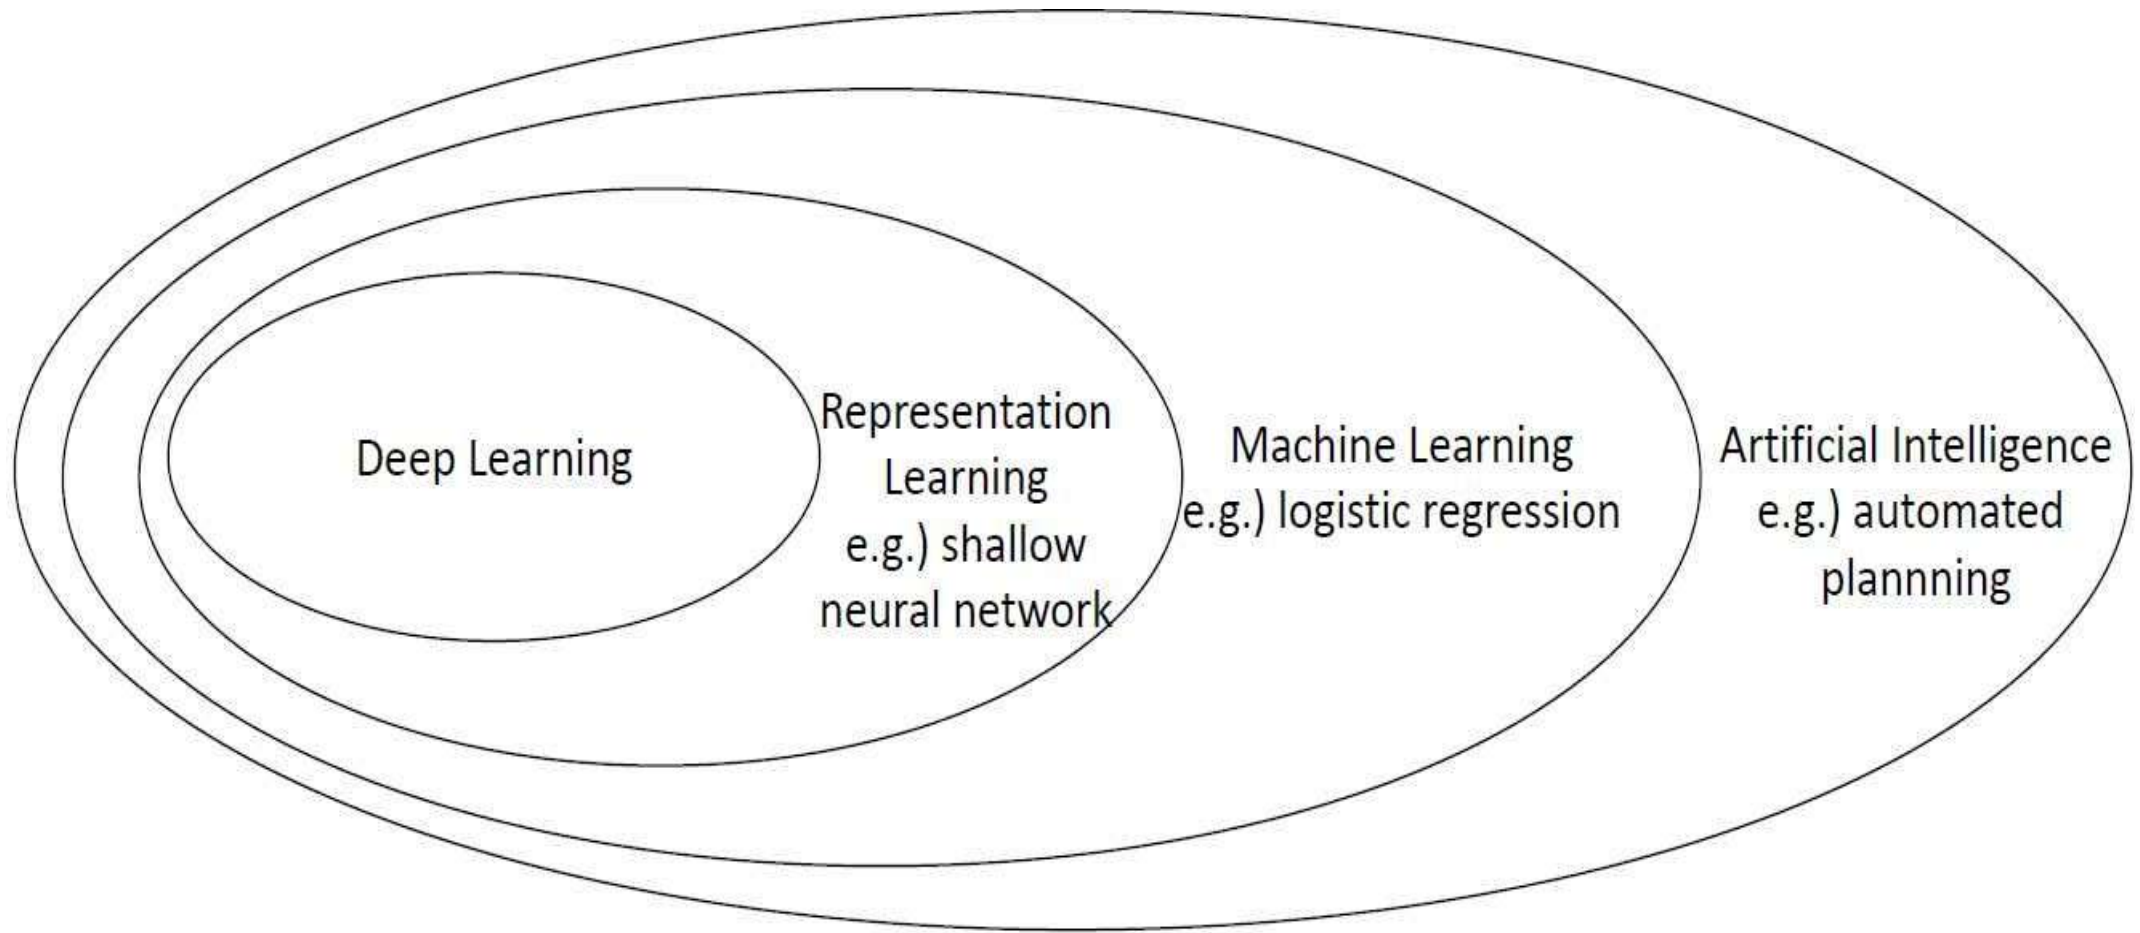 Deep Learning
Representation
Learning
e.g.) shallow
neural network
Machine Learning
e.g.) logistic regression
Artificial Intelligence
e.g.) automated
plannning